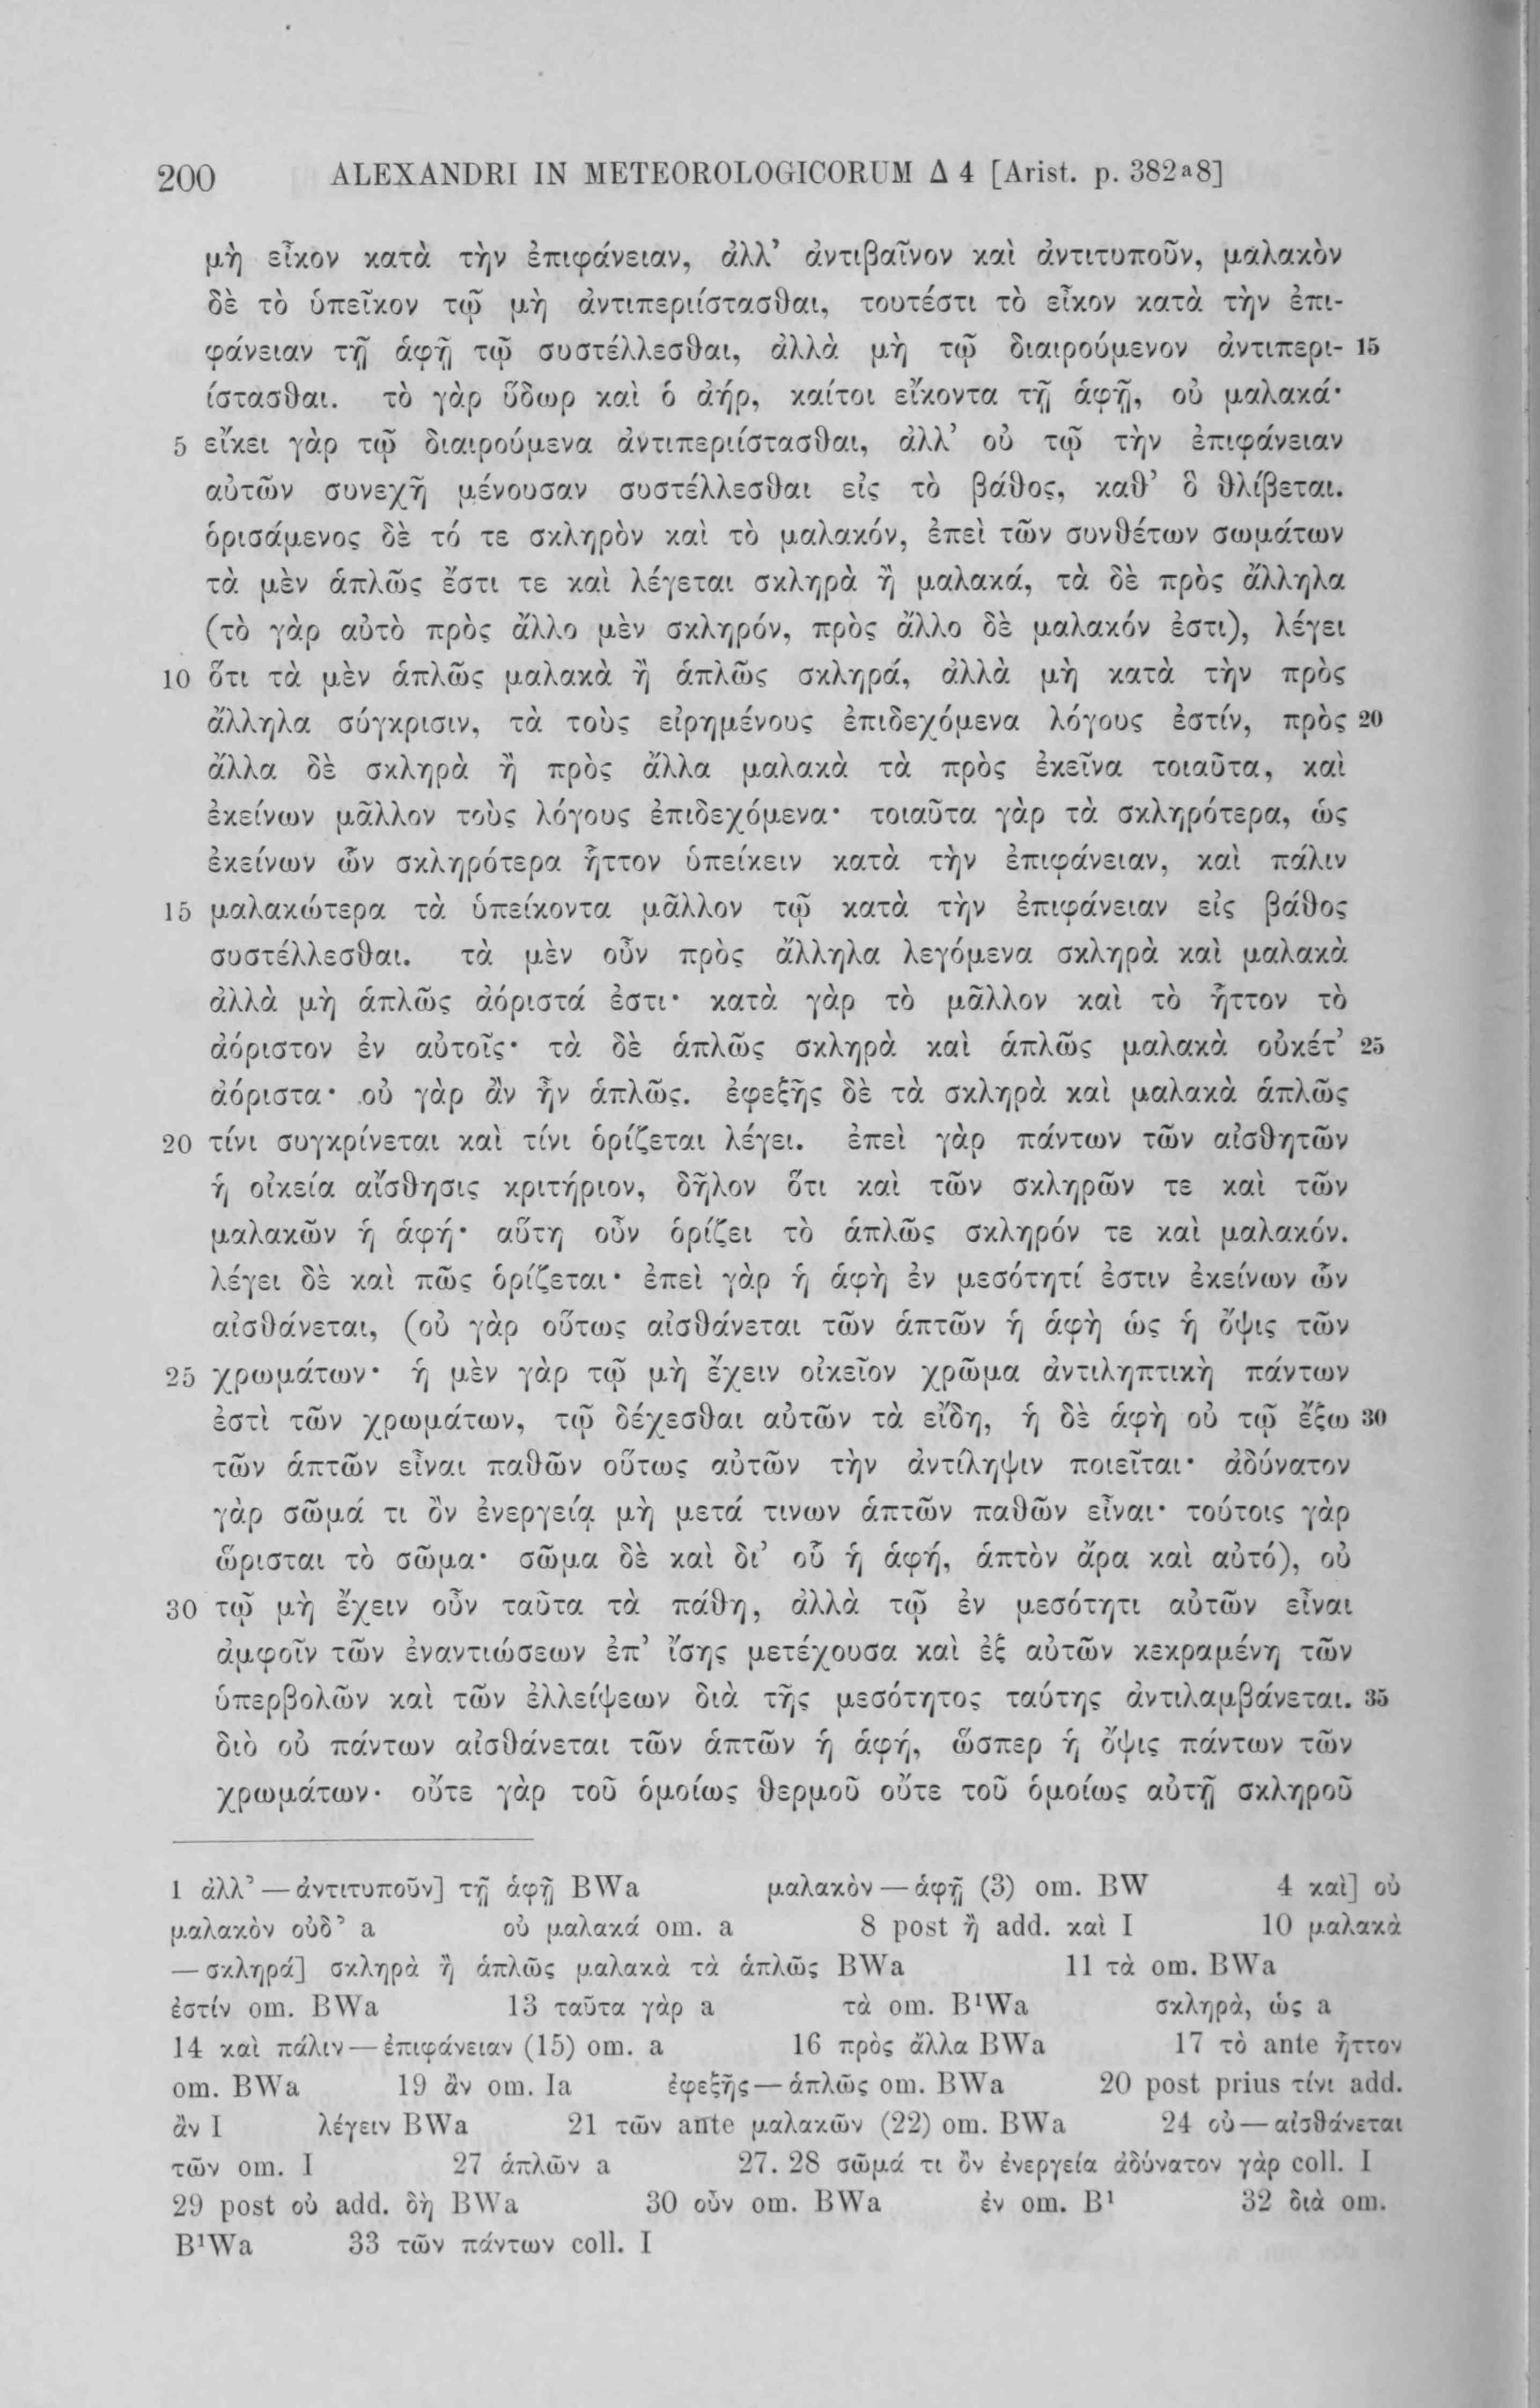 200 ALEXANDRI IN METEOROLOGICORUM Δ 4 [Arist. p. 382a8]
μὴ εἶκον κατὰ τὴν ἐπιφάνειαν, ἀλλ’ ἀντιβαῖνον καὶ ἀντιτυποῦν, μαλακὸν
δὲ τὸ ὑπεῖκον τῷ μὴ ἀντιπεριίστασθαι, τουτέστι τὸ εἶκον κατὰ τὴν ἐπι-
φάνειαν τῇ ἁφῇ τῷ συστέλλεσθαι, ἀλλὰ μὴ τῷ διαιρούμενον ἀντιπερι- 15
ίστασθαι. τὸ γὰρ ὕδωρ καὶ ὁ ἀήρ, καίτοι εἴκοντα τῇ ἁφῇ, οὐ μαλακά·
5 εἴκει γὰρ τῷ διαιρούμενα ἀντιπεριίστασθαι, ἀλλ’ οὐ τῷ τὴν ἐπιφάνειαν
αὐτῶν συνεχῆ μένουσαν συστέλλεσθαι εἰς τὸ βάθος, καθ’ ὃ θλίβεται.
ὁρισάμενος δὲ τό τε σκληρὸν καὶ τὸ μαλακόν, ἐπεὶ τῶν συνθέτων σωμάτων
τὰ μὲν ἁπλῶς ἔστι τε καὶ λέγεται σκληρὰ ἢ μαλακά, τὰ δὲ πρὸς ἄλληλα
(τὸ γὰρ αὐτὸ πρὸς ἄλλο μὲν σκληρόν, πρὸς ἄλλο δὲ μαλακόν ἐστι), λέγει
10 ὅτι τὰ μὲν ἁπλῶς μαλακὰ ἢ ἁπλῶς σκληρά, ἀλλὰ μὴ κατὰ τὴν πρὸς
ἄλληλα σύγκρισιν, τὰ τοὺς εἰρημένους ἐπιδεχόμενα λόγους ἐστίν, πρὸς 20
ἄλλα δὲ σκληρὰ ἢ πρὸς ἄλλα μαλακὰ τὰ πρὸς ἐκεῖνα τοιαῦτα, καὶ
ἐκείνων μᾶλλον τοὺς λόγους ἐπιδεχόμενα· τοιαῦτα γὰρ τὰ σκληρότερα, ὡς
ἐκείνων ὧν σκληρότερα ἧττον ὑπείκειν κατὰ τὴν ἐπιφάνειαν, καὶ πάλιν
15 μαλακώτερα τὰ ὑπείκοντα μᾶλλον τῷ κατὰ τὴν ἐπιφάνειαν εἰς βάθος
συστέλλεσθαι. τὰ μὲν οὖν πρὸς ἄλληλα λεγόμενα σκληρὰ καὶ μαλακὰ
ἀλλὰ μὴ ἁπλῶς ἀόριστά ἐστι· κατὰ γὰρ τὸ μᾶλλον καὶ τὸ ἧττον τὸ
ἀόριστον ἐν αὐτοῖς· τὰ δὲ ἁπλῶς σκληρὰ καὶ ἁπλῶς μαλακὰ οὐκέτ’ 25
ἀόριστα· οὐ γὰρ ἂν ἦν ἁπλῶς. ἐφεξῆς δὲ τὰ σκληρὰ καὶ μαλακὰ ἁπλῶς
20 τίνι συγκρίνεται καὶ τίνι ὁρίζεται λέγει. ἐπεὶ γὰρ πάντων τῶν αἰσθητῶν
ἡ οἰκεία αἴσθησις κριτήριον, δῆλον ὅτι καὶ τῶν σκληρῶν τε καὶ τῶν
μαλακῶν ἡ ἁφή· αὕτη οὖν ὁρίζει τὸ ἁπλῶς σκληρόν τε καὶ μαλακόν.
λέγει δὲ καὶ πῶς ὁρίζεται· ἐπεὶ γὰρ ἡ ἁφὴ ἐν μεσότητί ἐστιν ἐκείνων ὧν
αἰσθάνεται, (οὐ γὰρ οὕτως αἰσθάνεται τῶν ἁπτῶν ἡ ἁφὴ ὡς ἡ ὄψις τῶν
25 χρωμάτων· ἡ μὲν γὰρ τῷ μὴ ἔχειν οἰκεῖον χρῶμα ἀντιληπτικὴ πάντων
ἐστὶ τῶν χρωμάτων, τῷ δέχεσθαι αὐτῶν τὰ εἴδη, ἡ δὲ ἁφὴ οὐ τῷ ἔξω 30
τῶν ἁπτῶν εἶναι παθῶν οὕτως αὐτῶν τὴν ἀντίληψιν ποιεῖται· ἀδύνατον
γὰρ σῶμά τι ὂν ἐνεργείᾳ μὴ μετά τινων ἁπτῶν παθῶν εἶναι· τούτοις γὰρ
ὥρισται τὸ σῶμα· σῶμα δὲ καὶ δι’ οὗ ἡ ἁφή, ἁπτὸν ἄρα καὶ αὐτό), οὐ
30 τῷ μὴ ἔχειν οὖν ταῦτα τὰ πάθη, ἀλλὰ τῷ ἐν μεσότητι αὐτῶν εἶναι
ἀμφοῖν τῶν ἐναντιώσεων ἐπ’ ἴσης μετέχουσα καὶ ἐξ αὐτῶν κεκραμένη τῶν
ὑπερβολῶν καὶ τῶν ἐλλείψεων διὰ τῆς μεσότητος ταύτης ἀντιλαμβάνεται. 35
διὸ οὐ πάντων αἰσθάνεται τῶν ἁπτῶν ἡ ἁφή, ὥσπερ ἡ ὄψις πάντων τῶν
χρωμάτων· οὔτε γὰρ τοῦ ὁμοίως θερμοῦ οὔτε τοῦ ὁμοίως αὐτῇ σκληροῦ
1 ἀλλ’ — ἀντιτυποῦν] τῇ ἁφῇ BWa μαλακὸν — ἁφῇ (3) om. BW 4 καὶ] οὐ
μαλακὸν οὐδ’ a οὐ μαλακά om. a 8 post ἢ add. καὶ I 10 μαλακὰ
— σκληρά] σκληρὰ ἢ ἁπλῶς μαλακὰ τὰ ἁπλῶς BWa 11 τὰ om. BWa
ἐστίν om. BWa 13 ταῦτα γὰρ a τὰ om. B¹Wa σκληρὰ, ὡς a
14 καὶ πάλιν — ἐπιφάνειαν (15) om. a 16 πρὸς ἄλλα BWa 17 τὸ ante ἧττον
om. BWa 19 ἂν om. Ia ἐφεξῆς — ἁπλῶς om. BWa 20 post prius τίνι add.
ἂν I λέγειν BWa 21 τῶν ante μαλακῶν (22) om. BWa 24 οὐ — αἰσθάνεται
τῶν om. I 27 ἁπλῶν a 27. 28 σῶμά τι ὂν ἐνεργείᾳ ἀδύνατον γὰρ coll. I
29 post οὐ add. δὴ BWa 30 οὖν om. BWa ἐν om. B¹ 32 διὰ om.
B¹Wa 33 τῶν πάντων coll. I